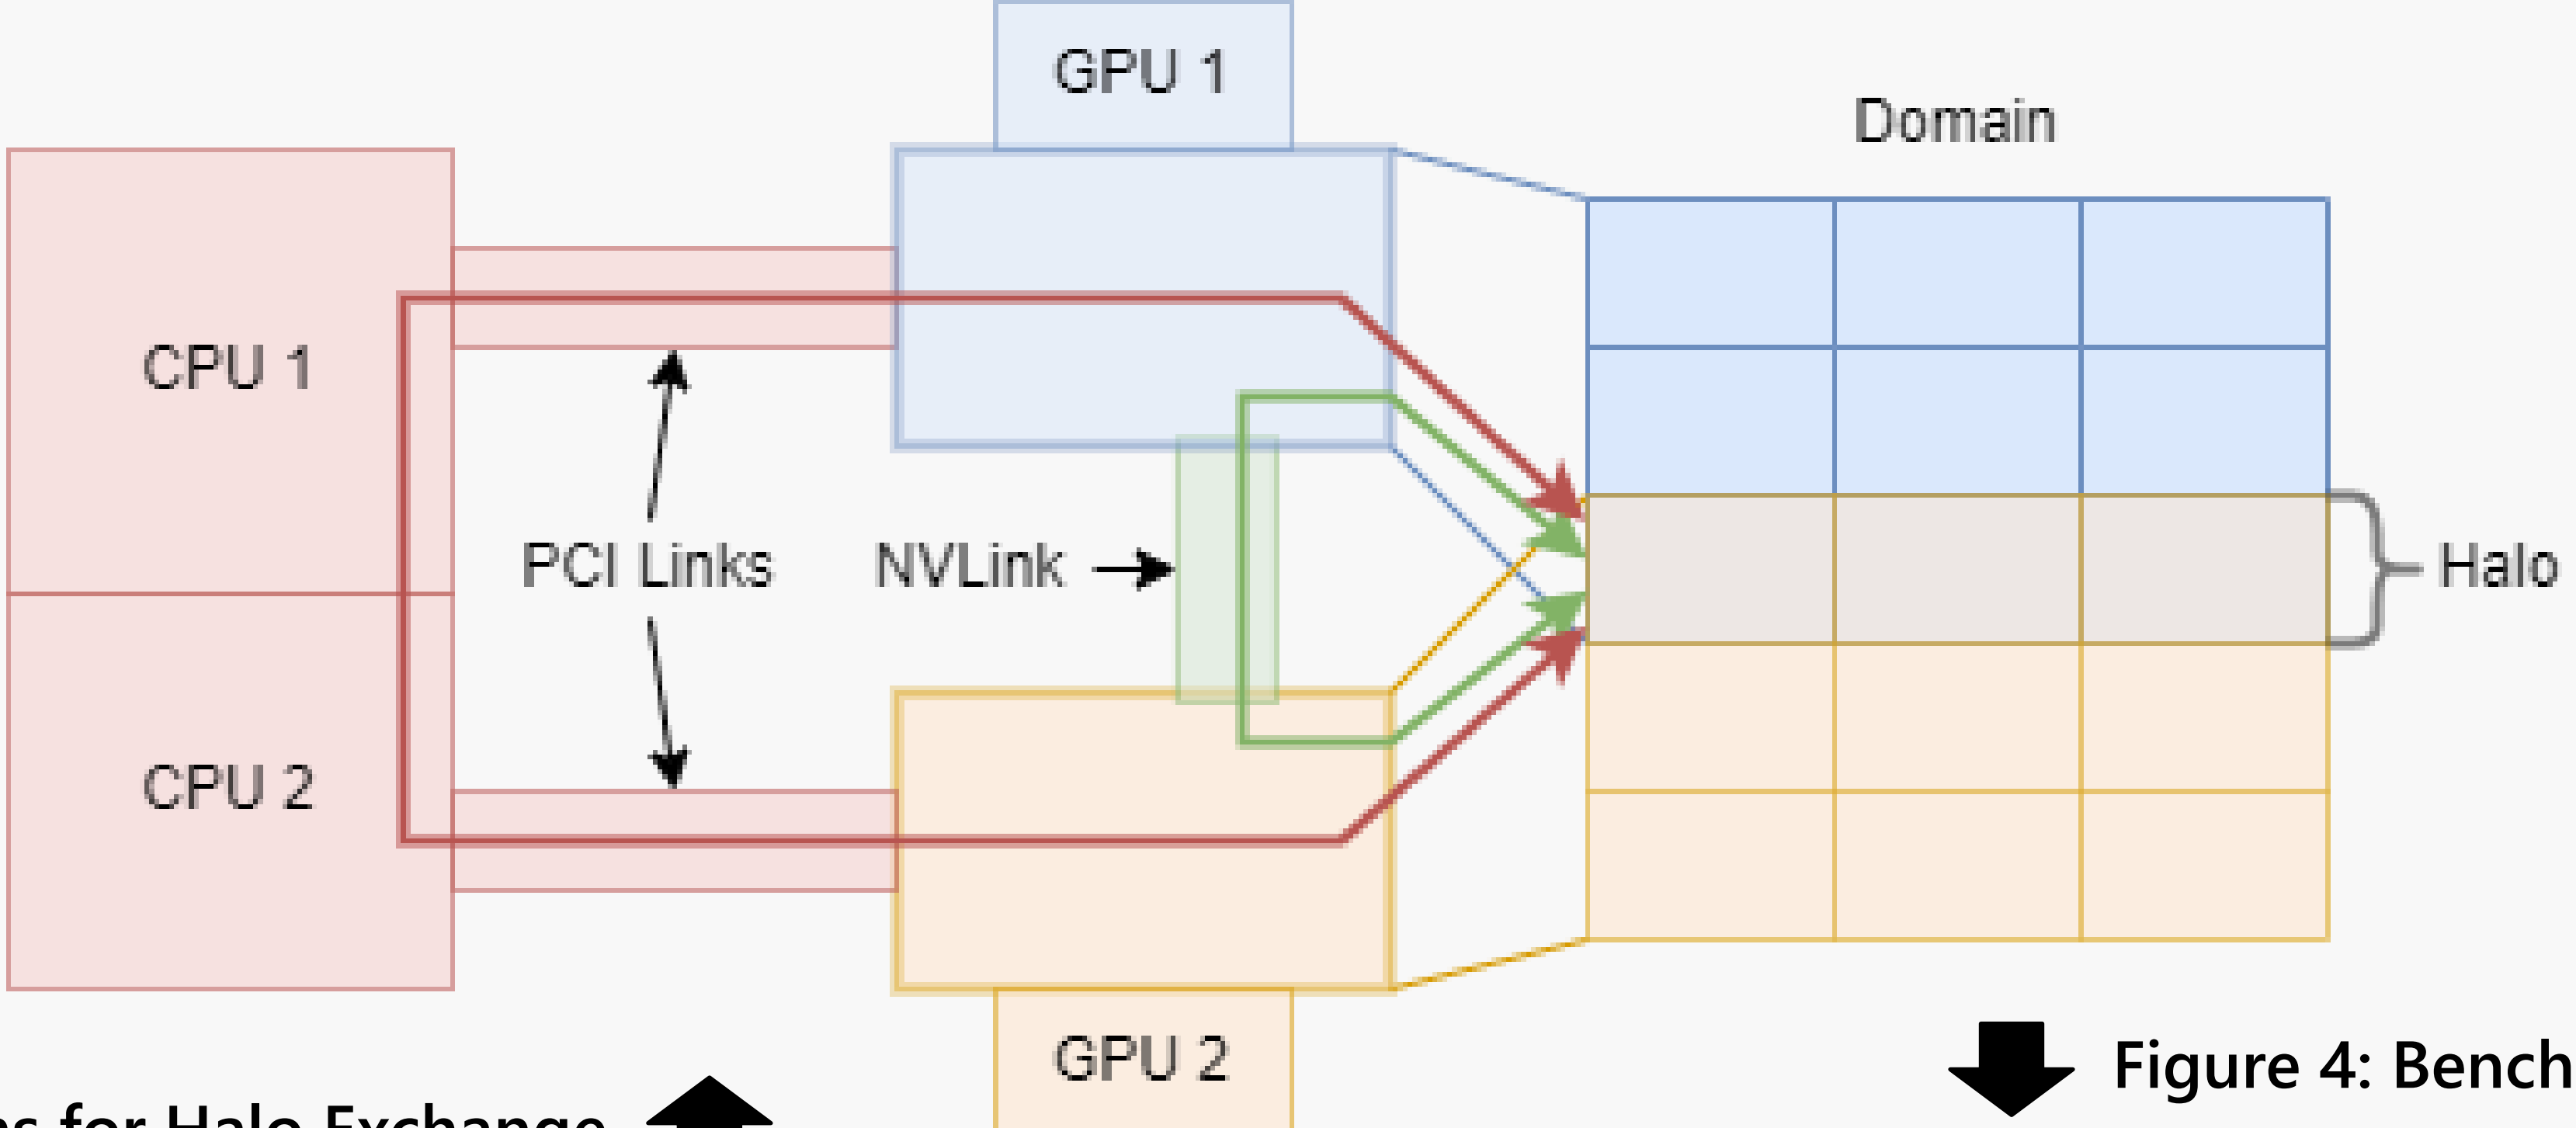 GPU 1
Domain
CPU 1
PCI Links
NVLink
Halo
CPU 2
GPU 2
Figure 4: Bench
for Halo Exchange